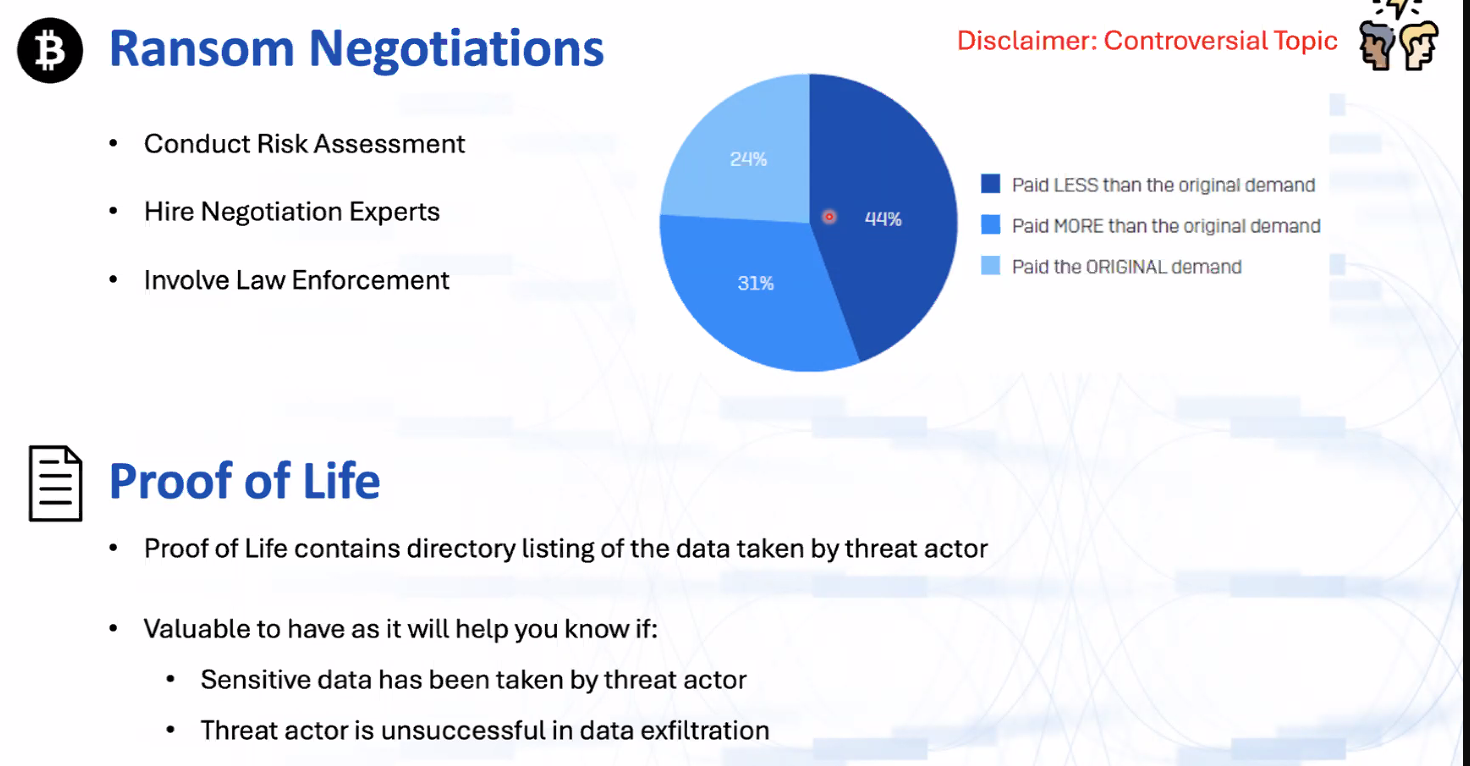 Ransom Negotiations
Disclaimer: Controversial Topic
• Conduct Risk Assessment
• Hire Negotiation Experts
• Involve Law Enforcement
24%
44%
31%
Paid LESS than the original demand
Paid MORE than the original demand
Paid the ORIGINAL demand
Proof of Life
• Proof of Life contains directory listing of the data taken by threat actor
• Valuable to have as it will help you know if:
• Sensitive data has been taken by threat actor
• Threat actor is unsuccessful in data exfiltration